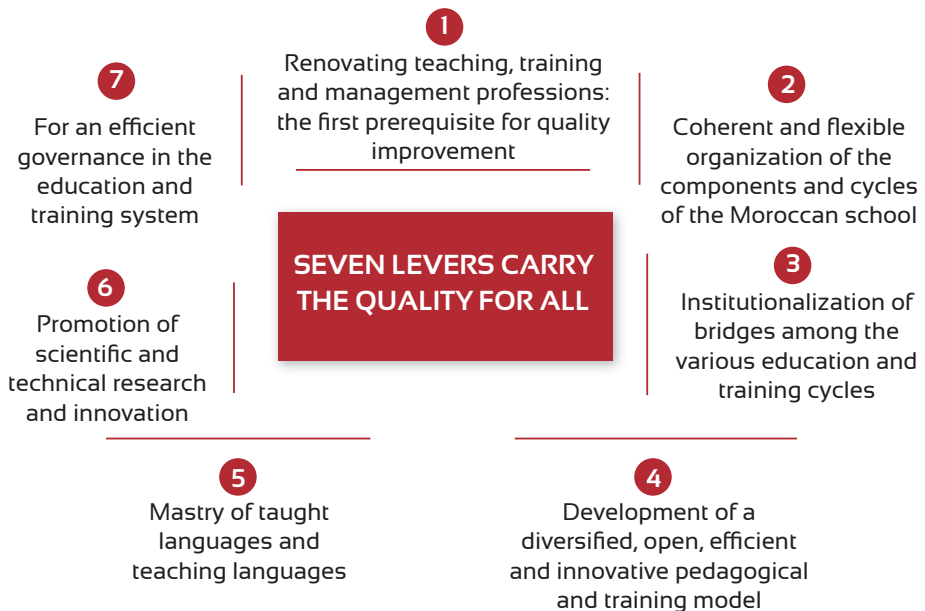 1
Renovating teaching, training
and management professions:
the first prerequisite for quality
improvement
2
Coherent and flexible
organization of the
components and cycles
of the Moroccan school
3
Institutionalization of
bridges among the
various education and
training cycles
4
Development of a
diversified, open, efficient
and innovative pedagogical
and training model
5
Mastry of taught
languages and
teaching languages
6
Promotion of
scientific and
technical research
and innovation
7
For an efficient
governance in the
education and
training system
SEVEN LEVERS CARRY
THE QUALITY FOR ALL